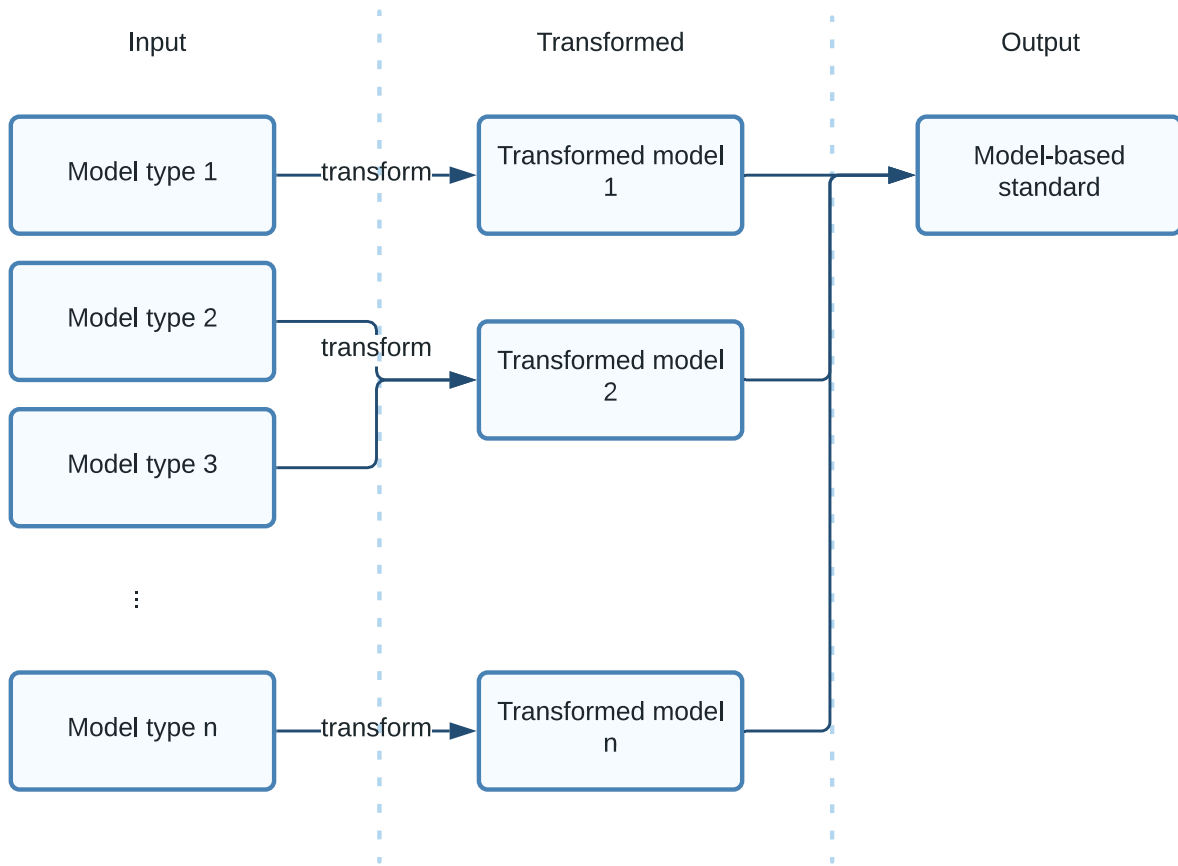 Input
Transformed
Output
Model type 1
transform
Transformed model
1
Model-based
standard
Model type 2
transform
Transformed model
2
Model type 3
⋮
Model type n
transform
Transformed model
n